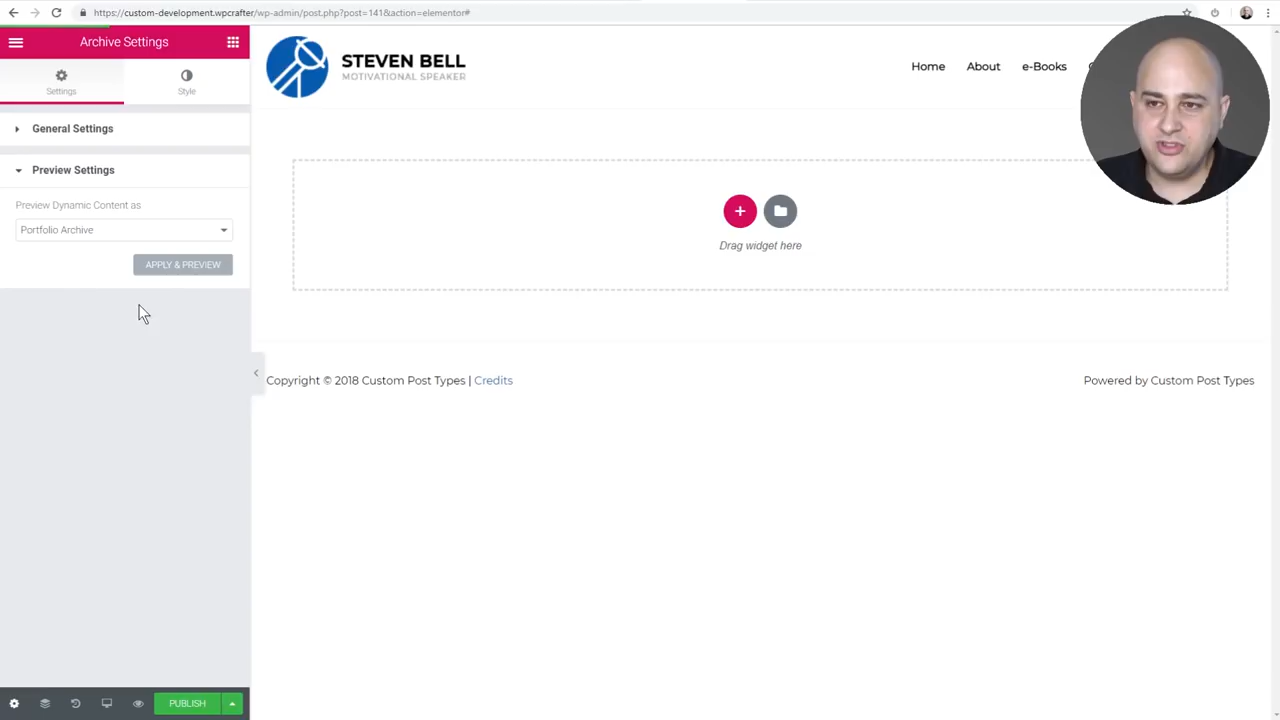 https://custom-development.wpcrafter/wp-admin/post.php?post=141&action=elementor#
Archive Settings
Settings
Style
General Settings
Preview Settings
Preview Dynamic Content as
Portfolio Archive
APPLY & PREVIEW
PUBLISH
STEVEN BELL
MOTIVATIONAL SPEAKER
Home About e-Books
Drag widget here
Copyright © 2018 Custom Post Types | Credits
Powered by Custom Post Types